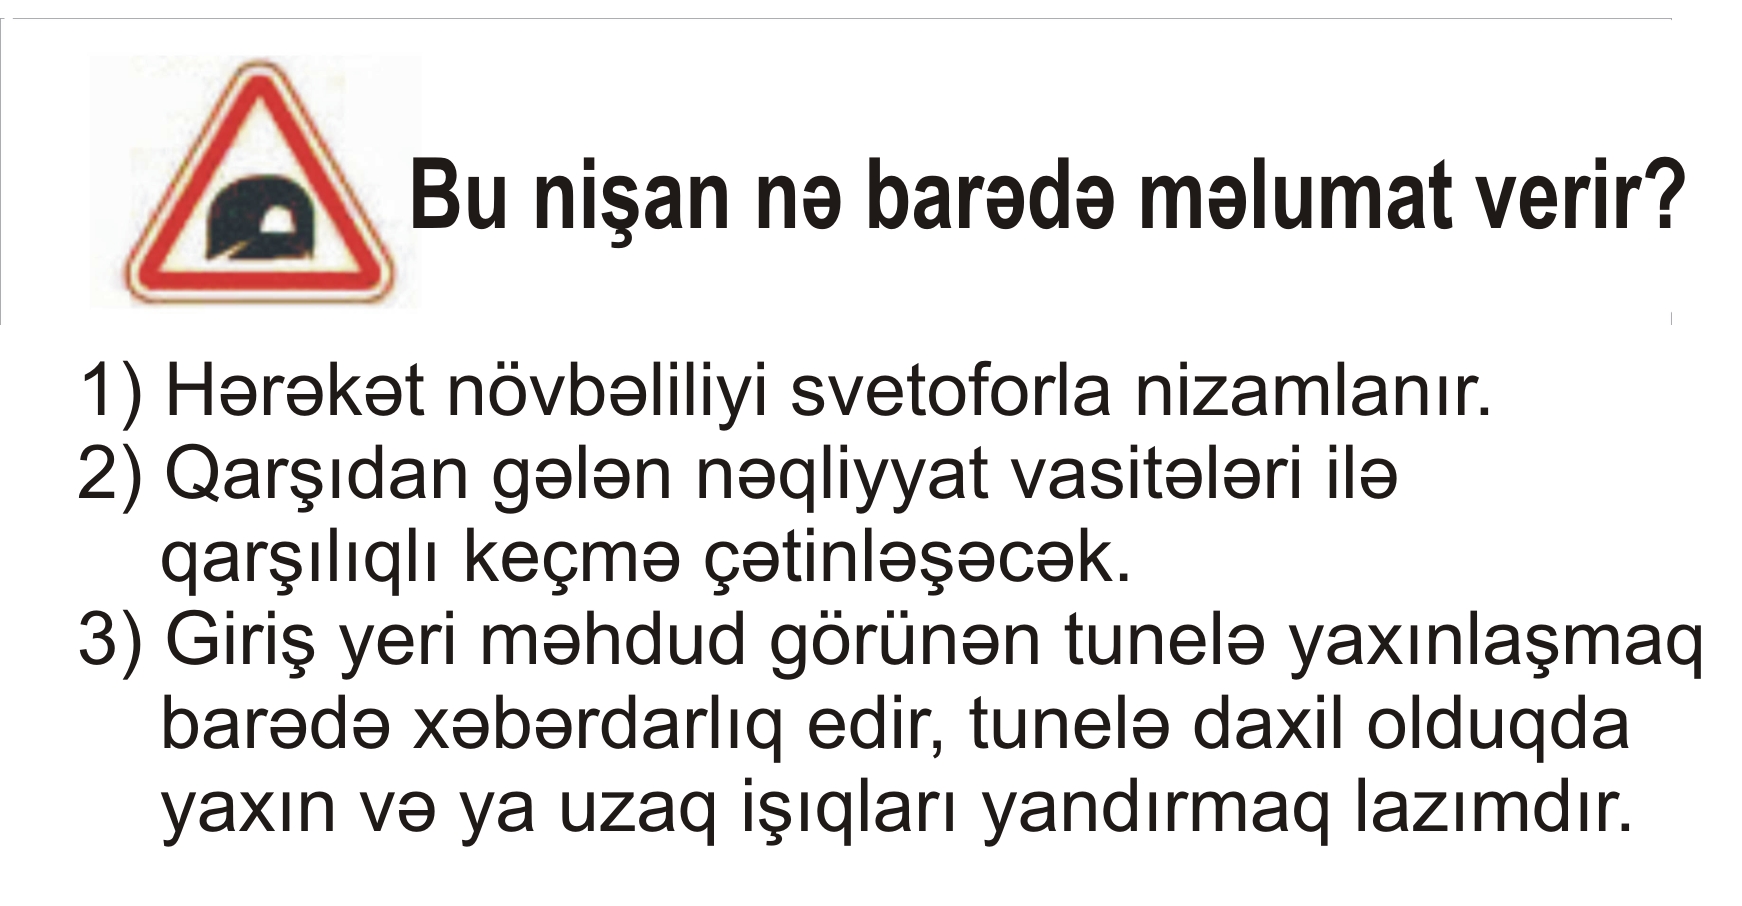 Bu nişan nə barədə məlumat verir?
1) Hərəkət növbəliliyi svetoforla nizamlanır.
2) Qarşıdan gələn nəqliyyat vasitələri ilə
qarşılıqlı keçmə çətinləşəcək.
3) Giriş yeri məhdud görünən tunelə yaxınlaşmaq
barədə xəbərdarlıq edir, tunelə daxil olduqda
yaxın və ya uzaq işıqları yandırmaq lazımdır.